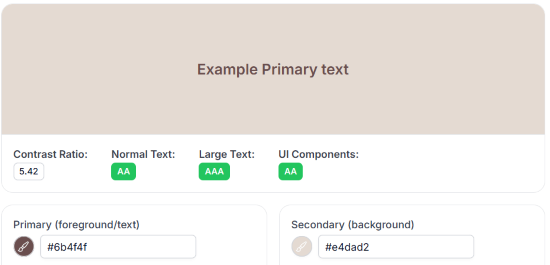 Example Primary text
Contrast Ratio: Normal Text: Large Text: UI Components:
5.42 AA AAA AA
Primary (foreground/text) Secondary (background)
#6b4f4f #e4dad2